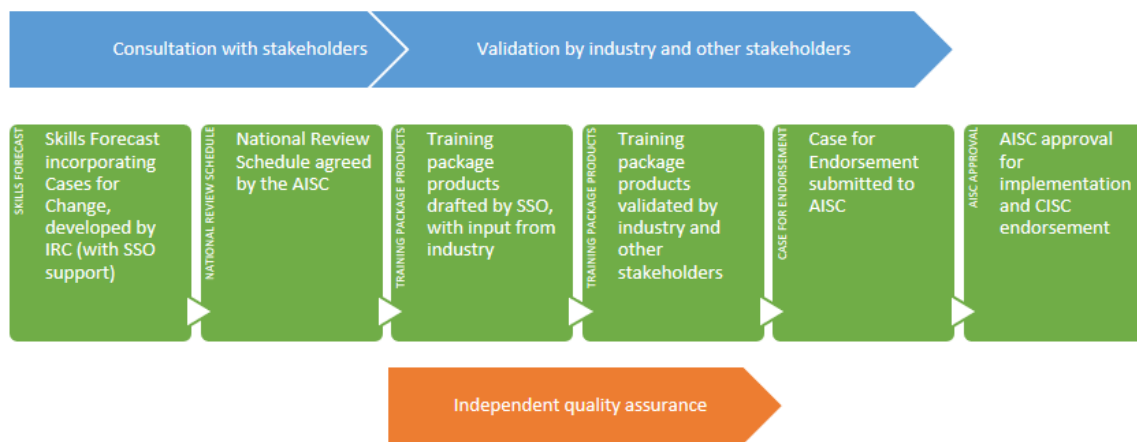 Consultation with stakeholders
Validation by industry and other stakeholders
SKILLS FORECAST
Skills Forecast
incorporating
Cases for
Change,
developed by
IRC (with SSO
support)
NATIONAL REVIEW SCHEDULE
National Review
Schedule agreed
by the AISC
TRAINING PACKAGE PRODUCTS
Training
package
products
drafted by SSO,
with input from
industry
TRAINING PACKAGE PRODUCTS
Training
package
products
validated by
industry and
other
stakeholders
CASE FOR ENDORSEMENT
Case for
Endorsement
submitted to
AISC
AISC APPROVAL
AISC approval
for
implementation
and CISC
endorsement
Independent quality assurance